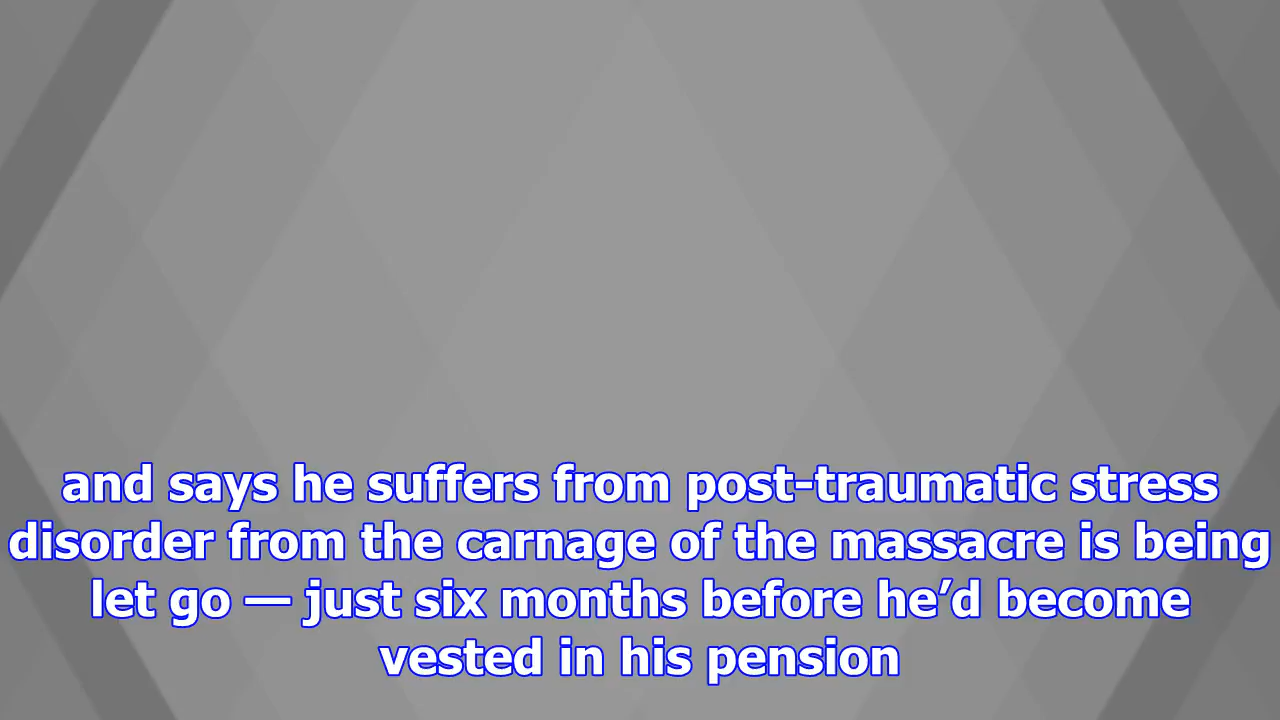 and says he suffers from post-traumatic stress
disorder from the carnage of the massacre is being
let go — just six months before he’d become
vested in his pension